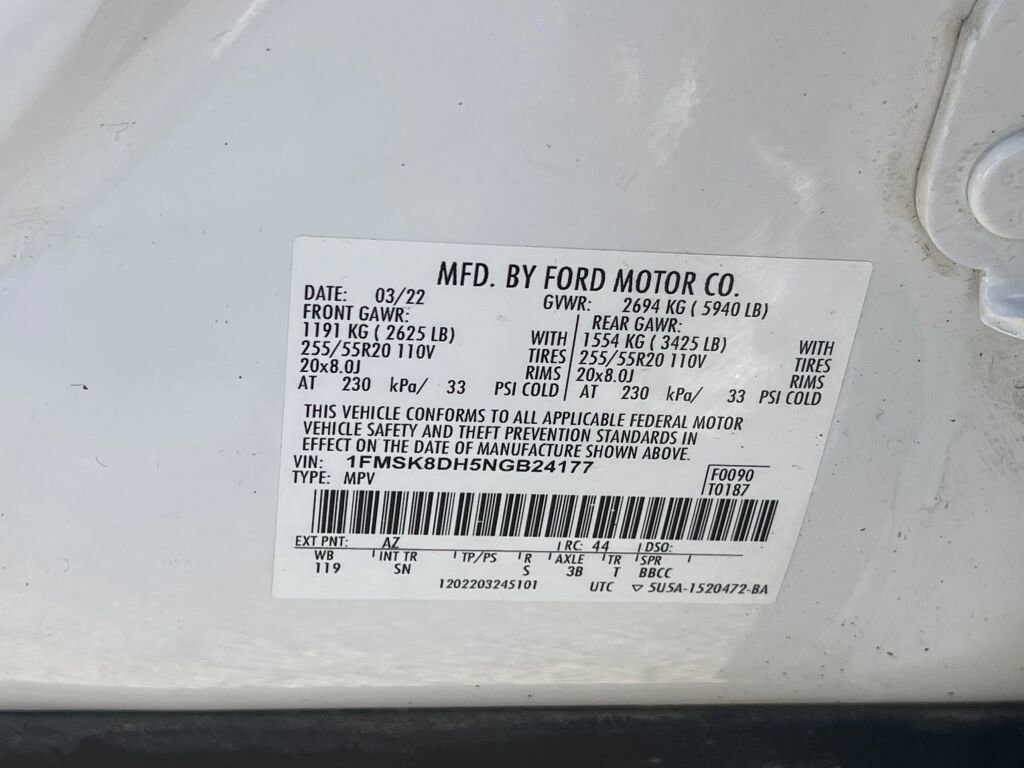 MFD. BY FORD MOTOR CO.
DATE: 03/22 GVWR: 2694 KG ( 5940 LB)
FRONT GAWR: REAR GAWR:
1191 KG ( 2625 LB) WITH 1554 KG ( 3425 LB) WITH
255/55R20 110V TIRES 255/55R20 110V TIRES
20x8.0J RIMS 20x8.0J RIMS
AT 230 kPa/ 33 PSI COLD AT 230 kPa/ 33 PSI COLD
THIS VEHICLE CONFORMS TO ALL APPLICABLE FEDERAL MOTOR
VEHICLE SAFETY AND THEFT PREVENTION STANDARDS IN
EFFECT ON THE DATE OF MANUFACTURE SHOWN ABOVE.
VIN: 1FMSK8DH5NGB24177 F0090
TYPE: MPV T0187
EXT PNT: AZ RC: 44 DSO:
WB INT TR TP/PS R AXLE TR SPR
119 SN S 3B T BBCC
1202203245101 UTC ▽ 5U5A-1520472-BA